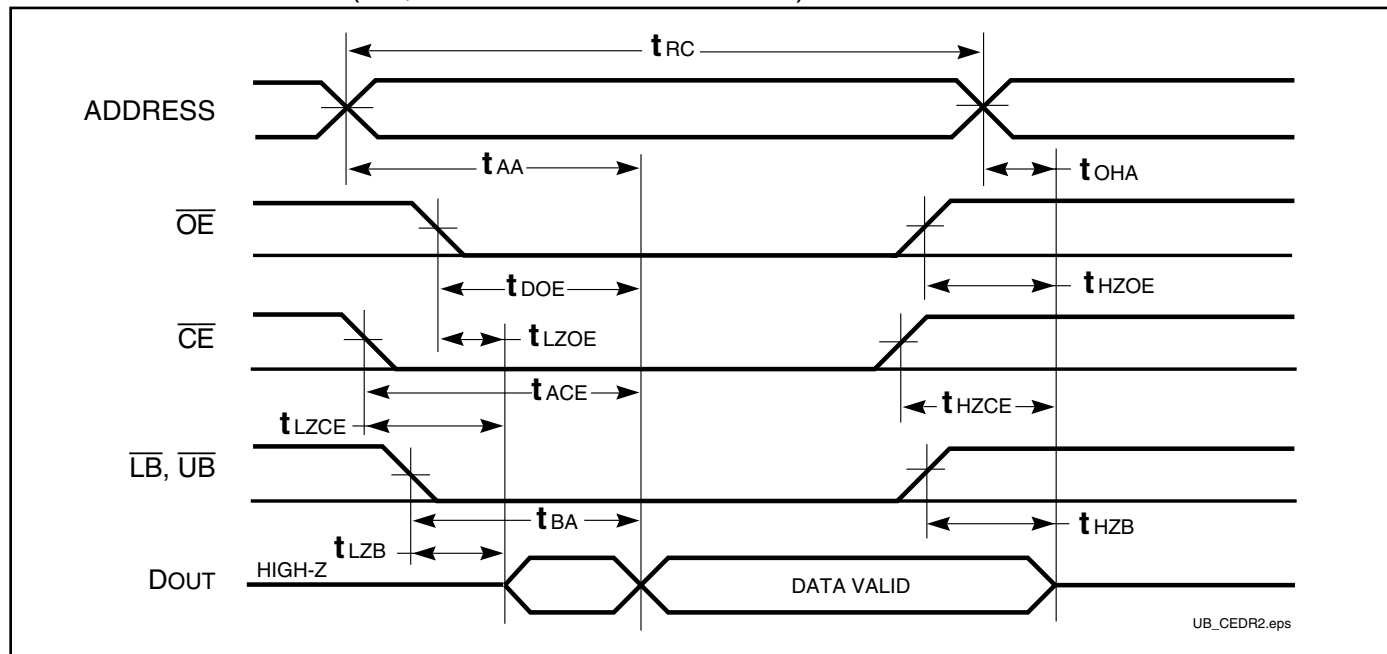 tRC
ADDRESS
tAA
tOHA
OE
tDOE
tHZOE
CE
tLZOE
tACE
tHZCE
tLZCE
LB, UB
tBA
tHZB
tLZB
DOUT
HIGH-Z
DATA VALID
UB_CEDR2.eps